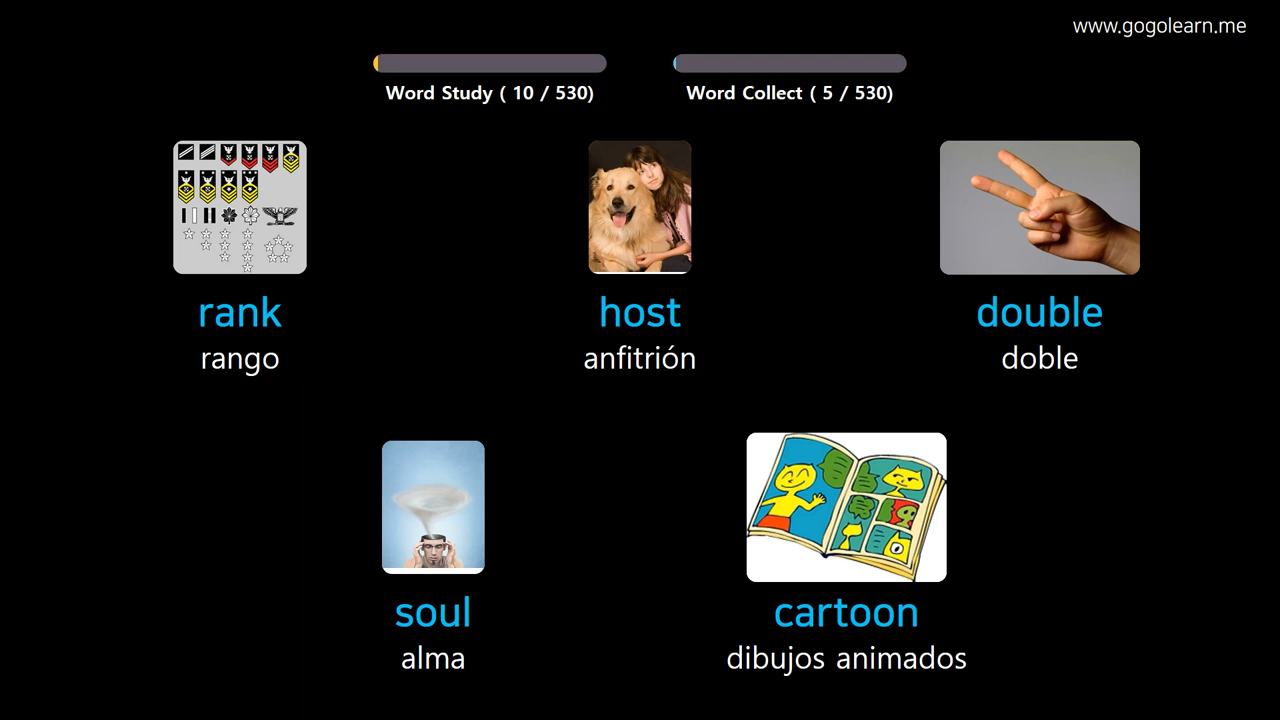 www.gogolearn.me
Word Study ( 10 / 530)
Word Collect ( 5 / 530)
rank
rango
host
anfitrión
double
doble
soul
alma
cartoon
dibujos animados